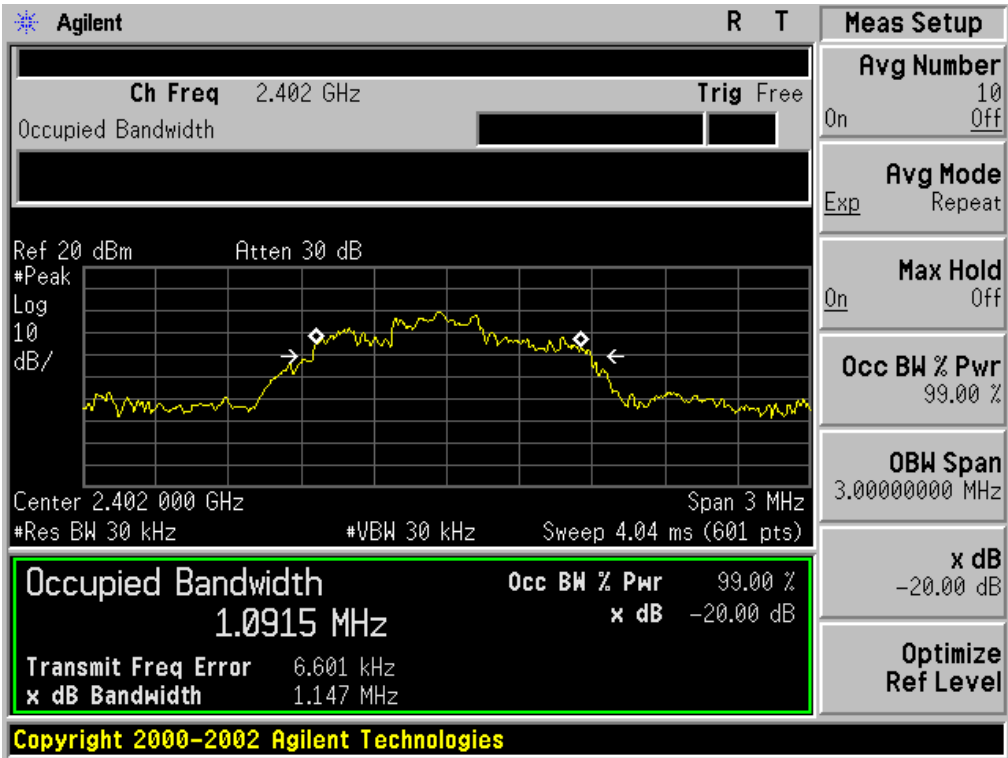 Agilent R T
Ch Freq 2.402 GHz Trig Free
Occupied Bandwidth
Ref 20 dBm Atten 30 dB
#Peak
Log
10
dB/
Center 2.402 000 GHz Span 3 MHz
#Res BW 30 kHz #VBW 30 kHz Sweep 4.04 ms (601 pts)
Occupied Bandwidth Occ BW % Pwr 99.00 %
1.0915 MHz x dB -20.00 dB
Transmit Freq Error 6.601 kHz
x dB Bandwidth 1.147 MHz
Copyright 2000-2002 Agilent Technologies
Meas Setup
Avg Number
10
On Off
Avg Mode
Exp Repeat
Max Hold
On Off
Occ BW % Pwr
99.00 %
OBW Span
3.00000000 MHz
x dB
-20.00 dB
Optimize
Ref Level